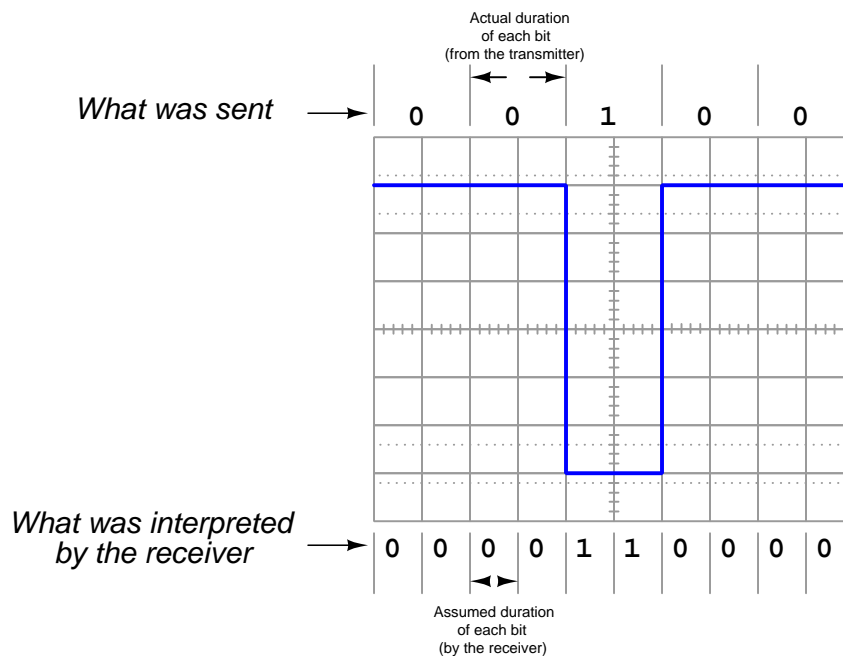 Actual duration
of each bit
(from the transmitter)
What was sent
0 0 1 0 0
What was interpreted
by the receiver
0 0 0 0 1 1 0 0 0 0
Assumed duration
of each bit
(by the receiver)